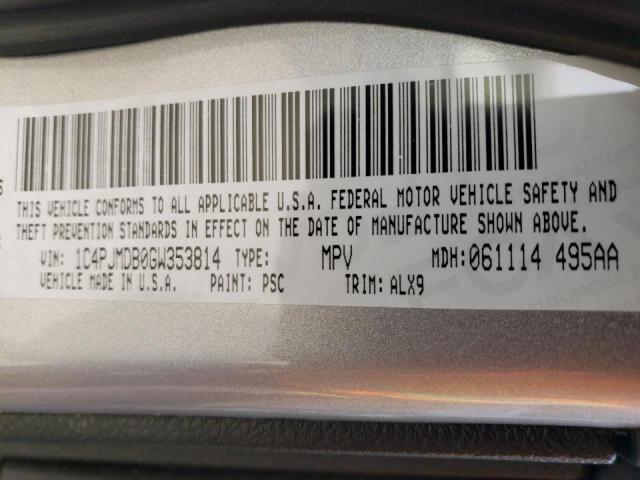 THIS VEHICLE CONFORMS TO ALL APPLICABLE U.S.A. FEDERAL MOTOR VEHICLE SAFETY AND
THEFT PREVENTION STANDARDS IN EFFECT ON THE DATE OF MANUFACTURE SHOWN ABOVE.
VIN: 1C4PJMDB0GW353814 TYPE: MPV MDH:061114 495AA
VEHICLE MADE IN U.S.A. PAINT: PSC TRIM: ALX9